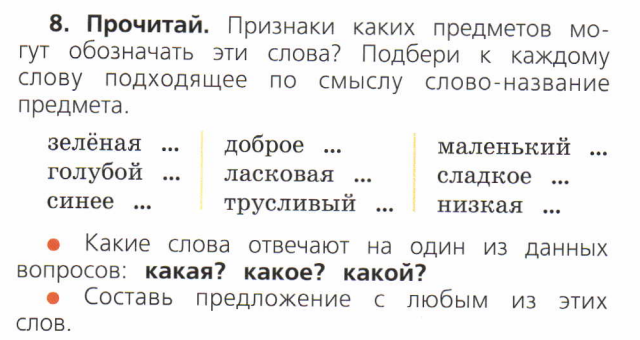 8. Прочитай. Признаки каких предметов мо-
гут обозначать эти слова? Подбери к каждому
слову подходящее по смыслу слово-название
предмета.
зелёная ... доброе ... маленький ...
голубой ... ласковая ... сладкое ...
синее ... трусливый ... низкая ...
• Какие слова отвечают на один из данных
вопросов: какая? какое? какой?
• Составь предложение с любым из этих
слов.